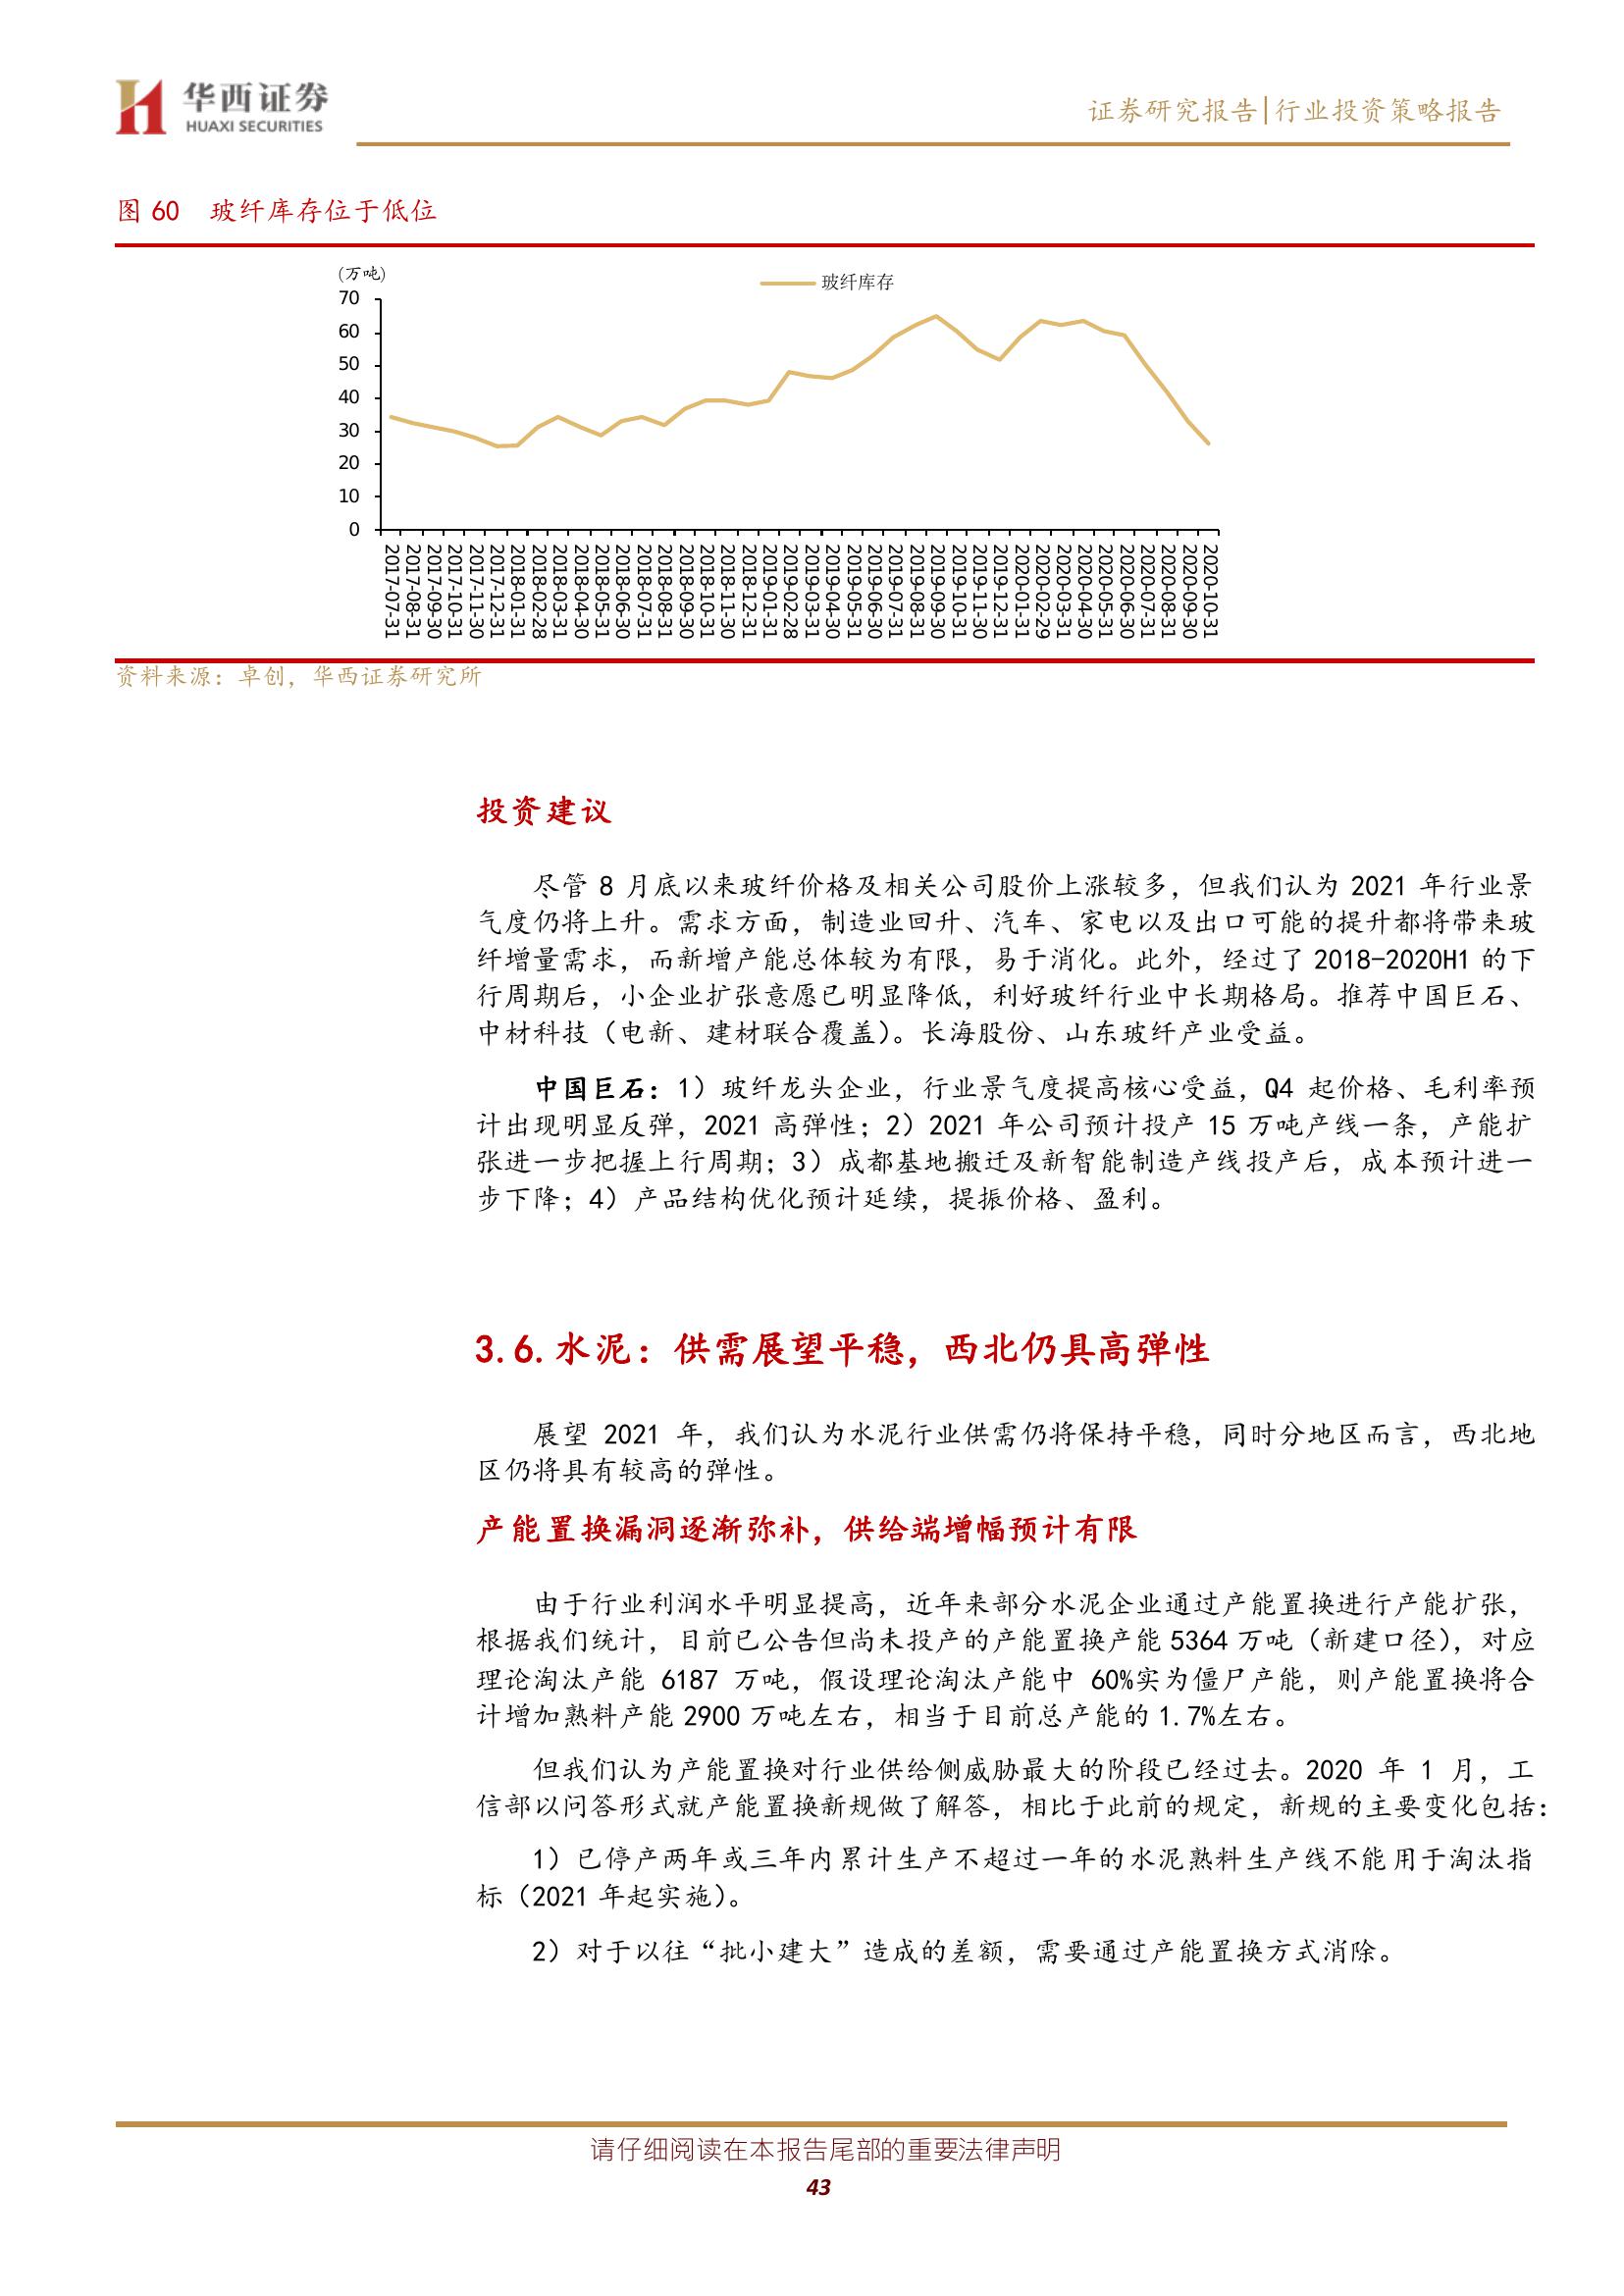 华西证券
HUAXI SECURITIES
证券研究报告|行业投资策略报告
图 60 玻纤库存位于低位
(万吨)
玻纤库存
70
60
50
40
30
20
10
0
2017-07-31
2017-08-31
2017-09-30
2017-10-31
2017-11-30
2017-12-31
2018-01-31
2018-02-28
2018-03-31
2018-04-30
2018-05-31
2018-06-30
2018-07-31
2018-08-31
2018-09-30
2018-10-31
2018-11-30
2018-12-31
2019-01-31
2019-02-28
2019-03-31
2019-04-30
2019-05-31
2019-06-30
2019-07-31
2019-08-31
2019-09-30
2019-10-31
2019-11-30
2019-12-31
2020-01-31
2020-02-29
2020-03-31
2020-04-30
2020-05-31
2020-06-30
2020-07-31
2020-08-31
2020-09-30
2020-10-31
资料来源：卓创，华西证券研究所
投资建议
尽管 8 月底以来玻纤价格及相关公司股价上涨较多，但我们认为 2021 年行业景
气度仍将上升。需求方面，制造业回升、汽车、家电以及出口可能的提升都将带来玻
纤增量需求，而新增产能总体较为有限，易于消化。此外，经过了 2018-2020H1 的下
行周期后，小企业扩张意愿已明显降低，利好玻纤行业中长期格局。推荐中国巨石、
中材科技（电新、建材联合覆盖）。长海股份、山东玻纤产业受益。
中国巨石：1）玻纤龙头企业，行业景气度提高核心受益，Q4 起价格、毛利率预
计出现明显反弹，2021 高弹性；2）2021 年公司预计投产 15 万吨产线一条，产能扩
张进一步把握上行周期；3）成都基地搬迁及新智能制造产线投产后，成本预计进一
步下降；4）产品结构优化预计延续，提振价格、盈利。
3.6.水泥：供需展望平稳，西北仍具高弹性
展望 2021 年，我们认为水泥行业供需仍将保持平稳，同时分地区而言，西北地
区仍将具有较高的弹性。
产能置换漏洞逐渐弥补，供给端增幅预计有限
由于行业利润水平明显提高，近年来部分水泥企业通过产能置换进行产能扩张，
根据我们统计，目前已公告但尚未投产的产能置换产能 5364 万吨（新建口径），对应
理论淘汰产能 6187 万吨，假设理论淘汰产能中 60%实为僵尸产能，则产能置换将合
计增加熟料产能 2900 万吨左右，相当于目前总产能的 1.7%左右。
但我们认为产能置换对行业供给侧威胁最大的阶段已经过去。2020 年 1 月，工
信部以问答形式就产能置换新规做了解答，相比于此前的规定，新规的主要变化包括：
1）已停产两年或三年内累计生产不超过一年的水泥熟料生产线不能用于淘汰指
标（2021 年起实施）。
2）对于以往“批小建大”造成的差额，需要通过产能置换方式消除。
请仔细阅读在本报告尾部的重要法律声明
43